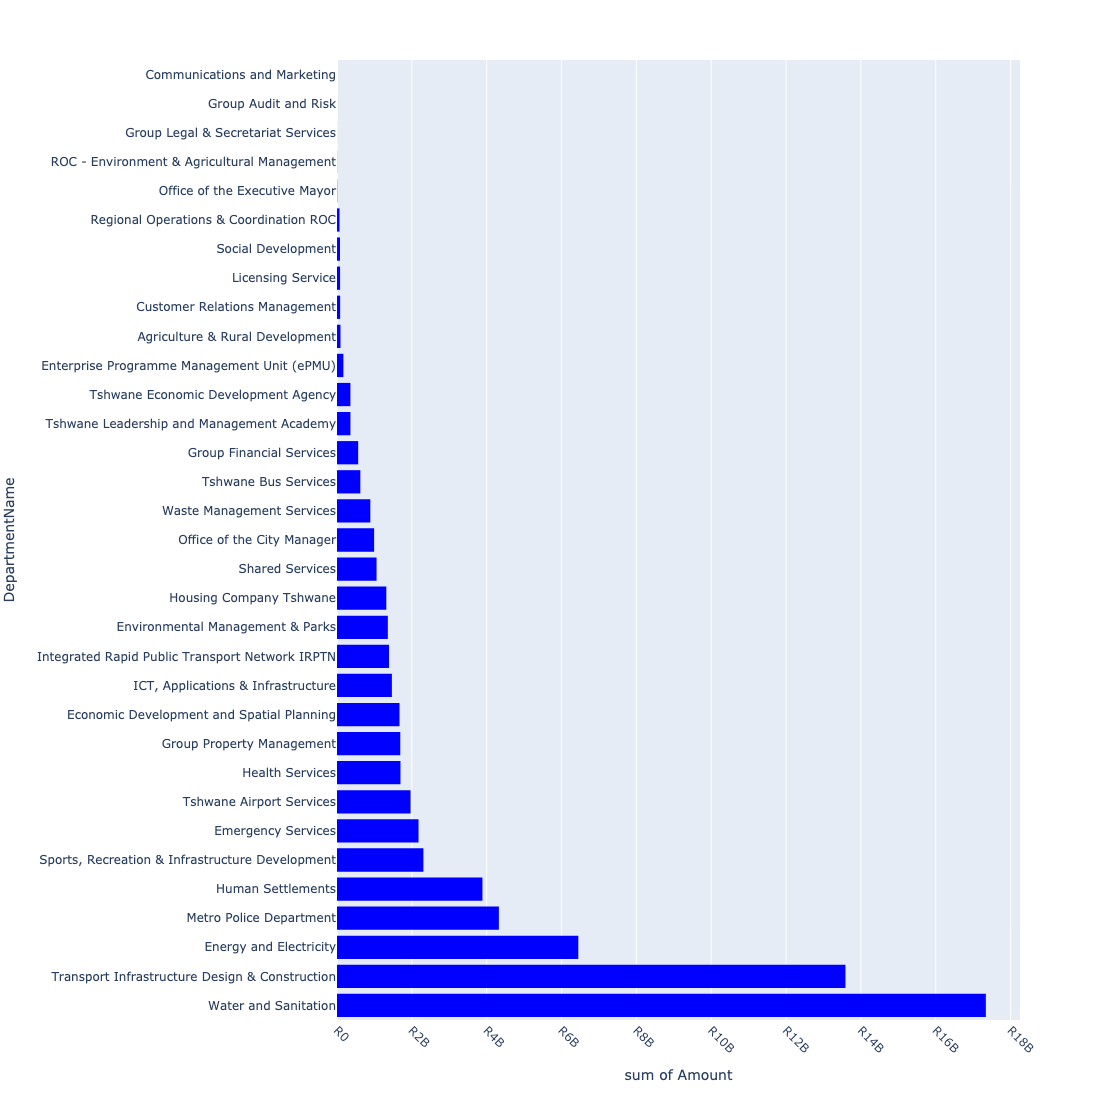 Communications and Marketing
Group Audit and Risk
Group Legal & Secretariat Services
ROC - Environment & Agricultural Management
Office of the Executive Mayor
Regional Operations & Coordination ROC
Social Development
Licensing Service
Customer Relations Management
Agriculture & Rural Development
Enterprise Programme Management Unit (ePMU)
Tshwane Economic Development Agency
Tshwane Leadership and Management Academy
Group Financial Services
Tshwane Bus Services
Waste Management Services
Office of the City Manager
Shared Services
Housing Company Tshwane
Environmental Management & Parks
Integrated Rapid Public Transport Network IRPTN
ICT, Applications & Infrastructure
Economic Development and Spatial Planning
Group Property Management
Health Services
Tshwane Airport Services
Emergency Services
Sports, Recreation & Infrastructure Development
Human Settlements
Metro Police Department
Energy and Electricity
Transport Infrastructure Design & Construction
Water and Sanitation
DepartmentName
R0 R2B R4B R6B R8B R10B R12B R14B R16B R18B
sum of Amount